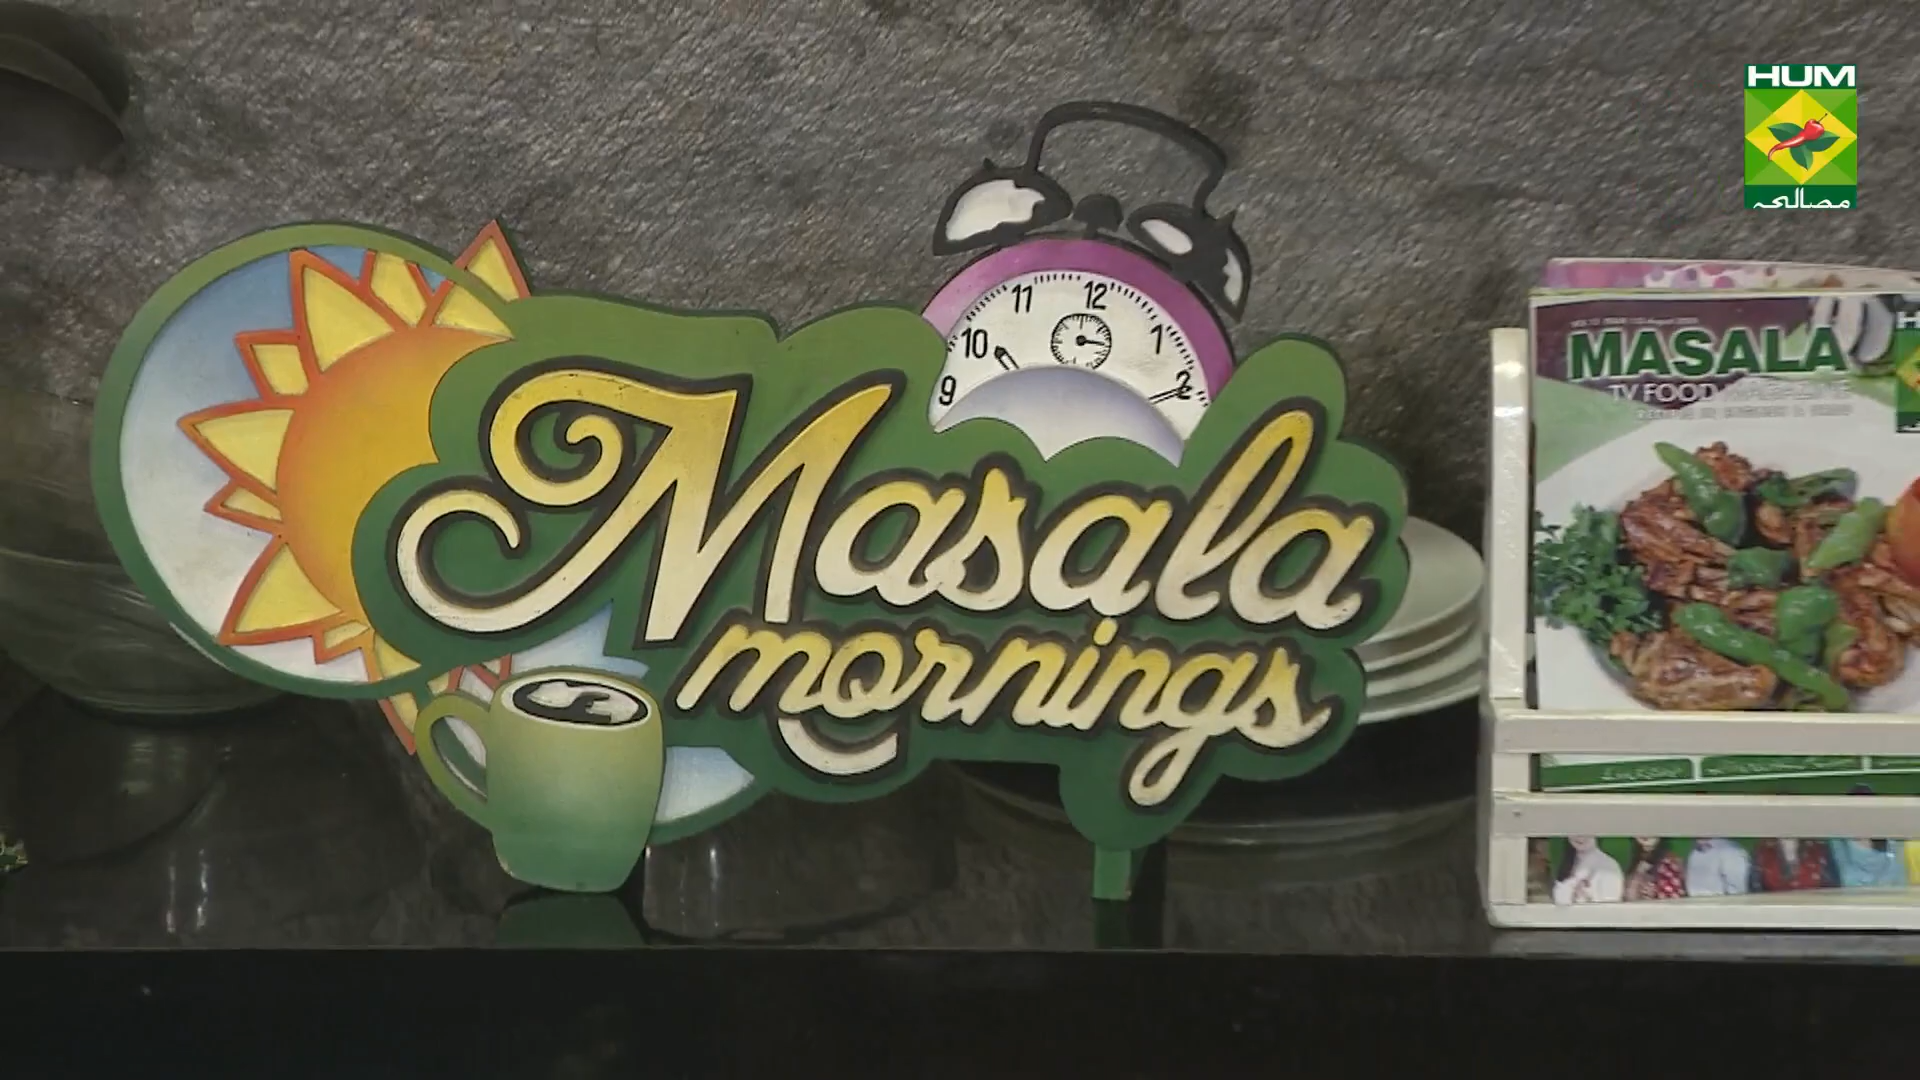 HUM
مصالحہ
11
12
10
1
9
2
Masala
mornings
MASALA
TV FOOD